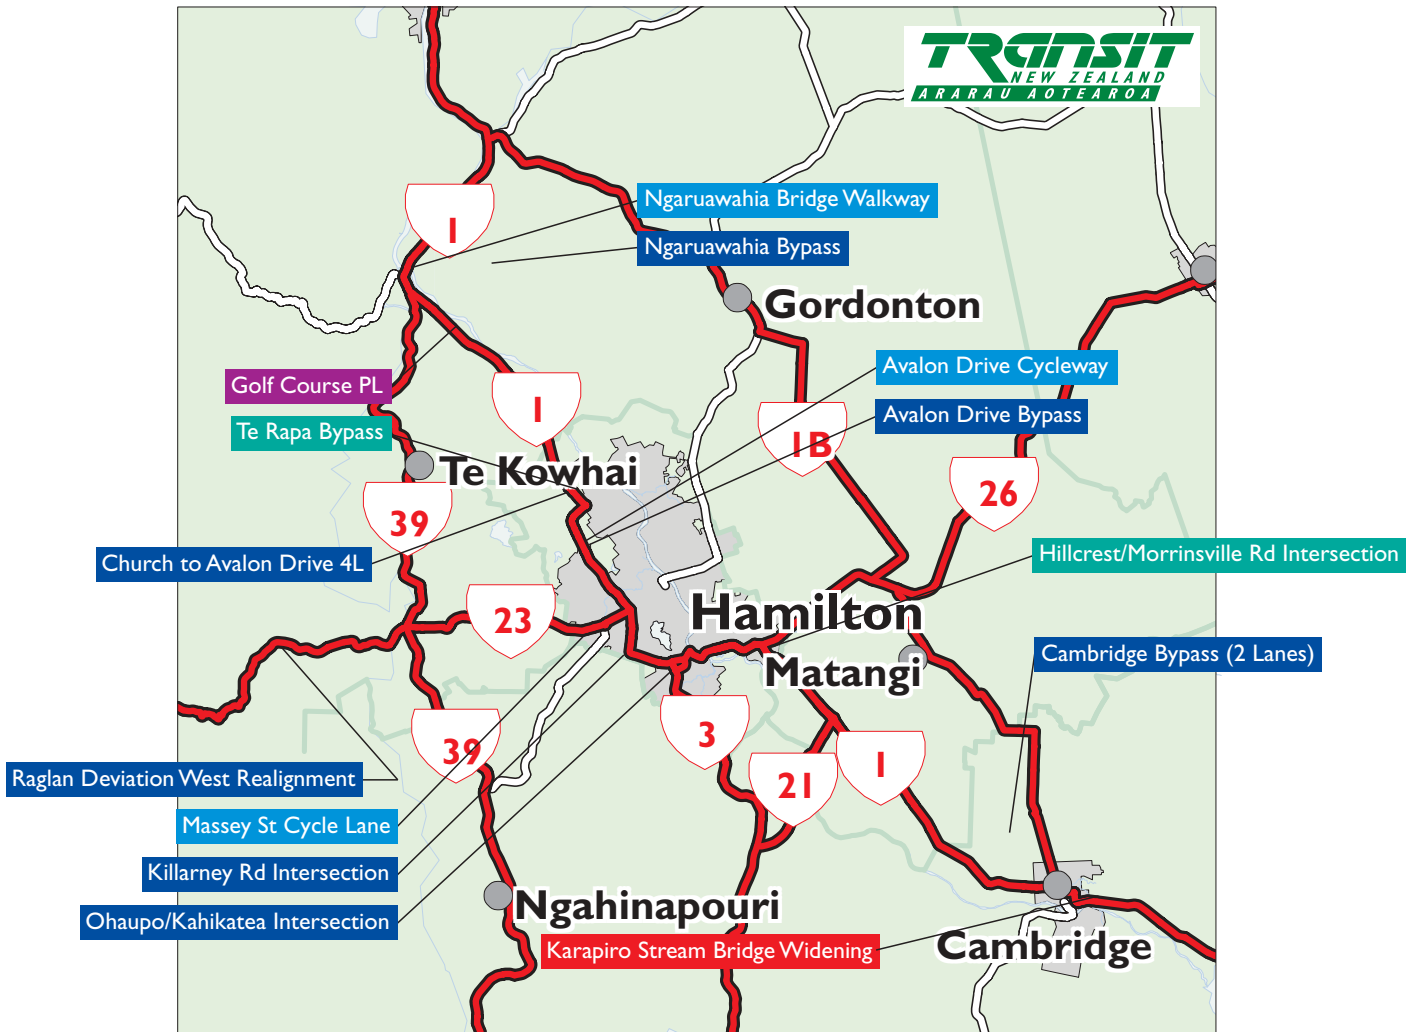 TRANSIT
NEW ZEALAND
ARARAU AOTEAROA
Ngaruawahia Bridge Walkway
1
Ngaruawahia Bypass
Gordonton
Avalon Drive Cycleway
Golf Course PL
1
Avalon Drive Bypass
Te Rapa Bypass
1B
Te Kowhai
26
39
Hillcrest/Morrinsville Rd Intersection
Church to Avalon Drive 4L
Hamilton
23
Cambridge Bypass (2 Lanes)
Matangi
3
39
1
Raglan Deviation West Realignment
21
Massey St Cycle Lane
Killarney Rd Intersection
Ngahinapouri
Ohaupo/Kahikatea Intersection
Karapiro Stream Bridge Widening
Cambridge